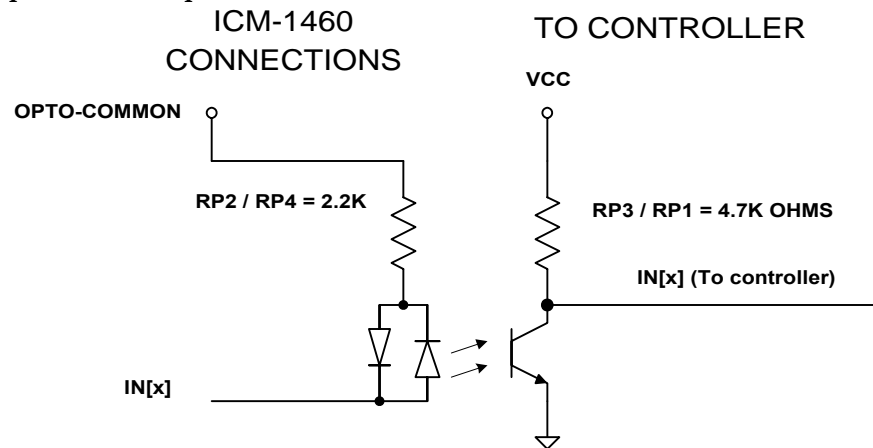 ICM-1460
CONNECTIONS
TO CONTROLLER
VCC
OPTO-COMMON
RP2 / RP4 = 2.2K
RP3 / RP1 = 4.7K OHMS
IN[x] (To controller)
IN[x]